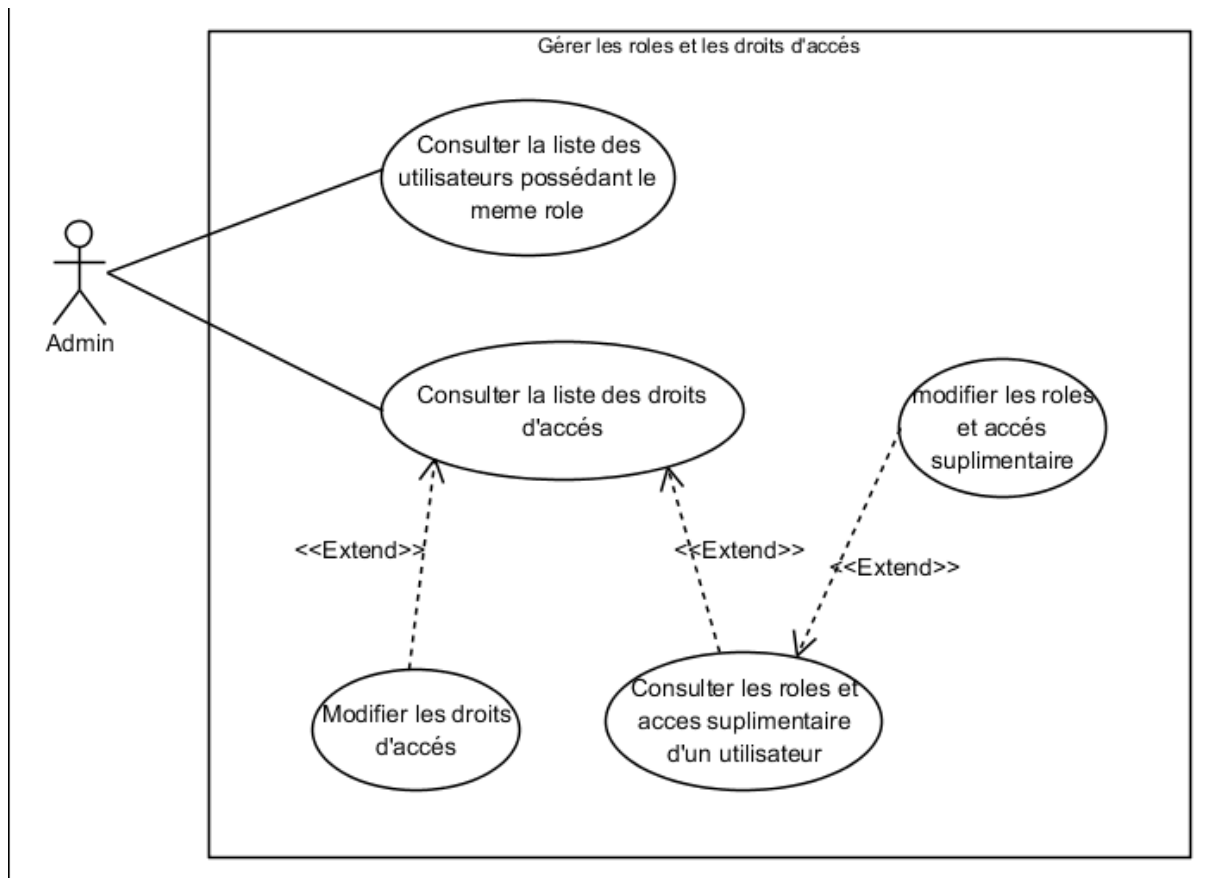 Gérer les roles et les droits d'accés
Consulter la liste des
utilisateurs possédant le
meme role
Admin
Consulter la liste des droits
d'accés
modifier les roles
et accés
suplimentaire
<<Extend>>
<<Extend>>
<<Extend>>
Modifier les droits
d'accés
Consulter les roles et
acces suplimentaire
d'un utilisateur